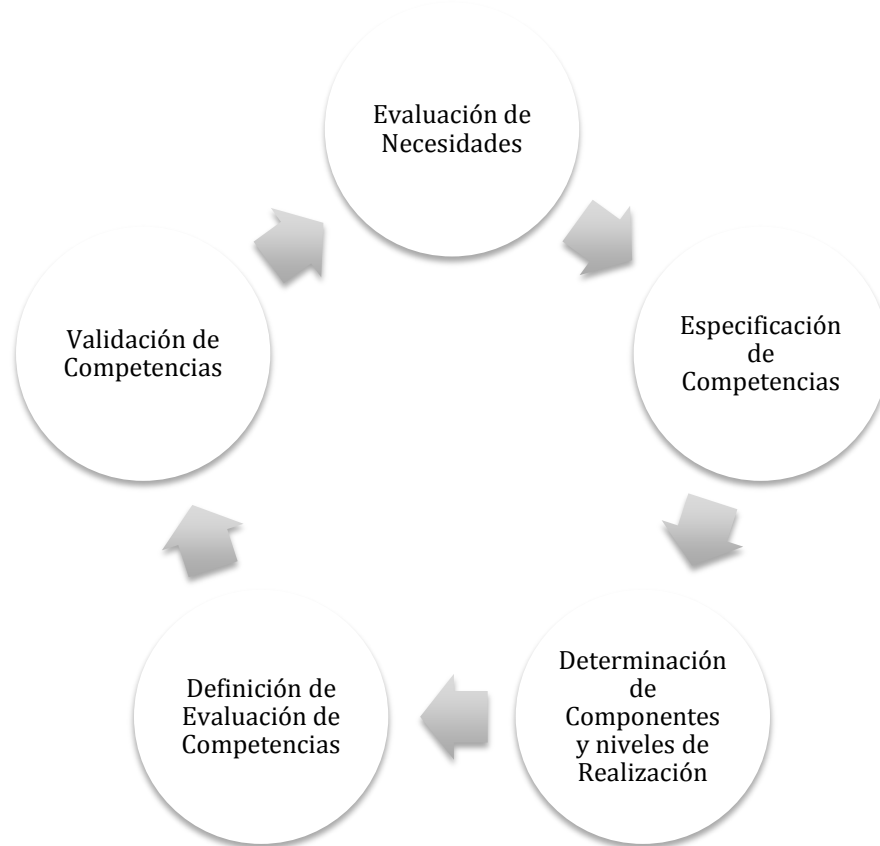 Evaluación de
Necesidades
Especificación
de
Competencias
Determinación
de
Componentes
y niveles de
Realización
Definición de
Evaluación de
Competencias
Validación de
Competencias